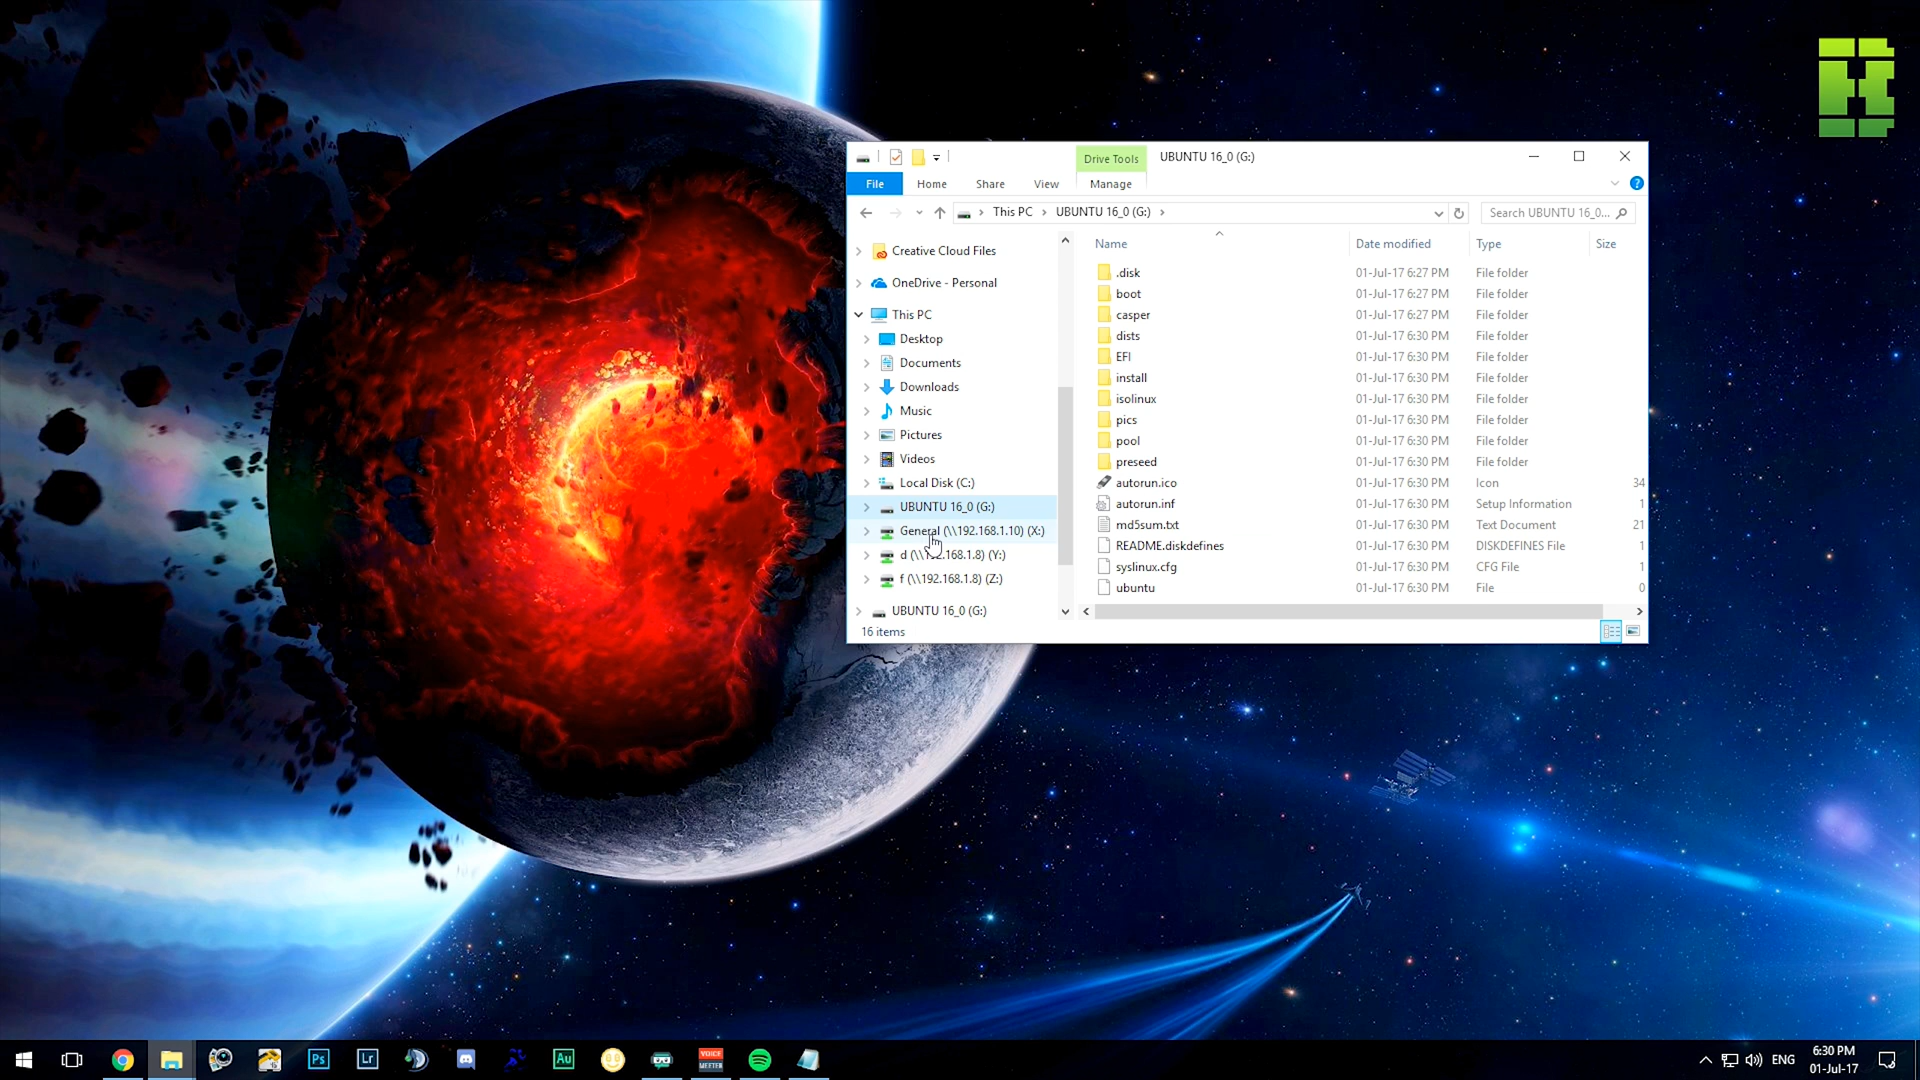 Drive Tools
UBUNTU 16_0 (G:)
File
Home
Share
View
Manage
This PC
UBUNTU 16_0 (G:)
Search UBUNTU 16_0...
Creative Cloud Files
OneDrive - Personal
This PC
Desktop
Documents
Downloads
Music
Pictures
Videos
Local Disk (C:)
UBUNTU 16_0 (G:)
General (\\192.168.1.10) (X:)
d (\\192.168.1.8) (Y:)
f (\\192.168.1.8) (Z:)
UBUNTU 16_0 (G:)
Name Date modified Type Size
.disk 01-Jul-17 6:27 PM File folder
boot 01-Jul-17 6:27 PM File folder
casper 01-Jul-17 6:27 PM File folder
dists 01-Jul-17 6:30 PM File folder
EFI 01-Jul-17 6:30 PM File folder
install 01-Jul-17 6:30 PM File folder
isolinux 01-Jul-17 6:30 PM File folder
pics 01-Jul-17 6:30 PM File folder
pool 01-Jul-17 6:30 PM File folder
preseed 01-Jul-17 6:30 PM File folder
autorun.ico 01-Jul-17 6:30 PM Icon 34
autorun.inf 01-Jul-17 6:30 PM Setup Information 1
md5sum.txt 01-Jul-17 6:30 PM Text Document 21
README.diskdefines 01-Jul-17 6:30 PM DISKDEFINES File 1
syslinux.cfg 01-Jul-17 6:30 PM CFG File 1
ubuntu 01-Jul-17 6:30 PM File 0
16 items
Ps
Lr
Au
VOICE
MEETER
ENG
6:30 PM
01-Jul-17